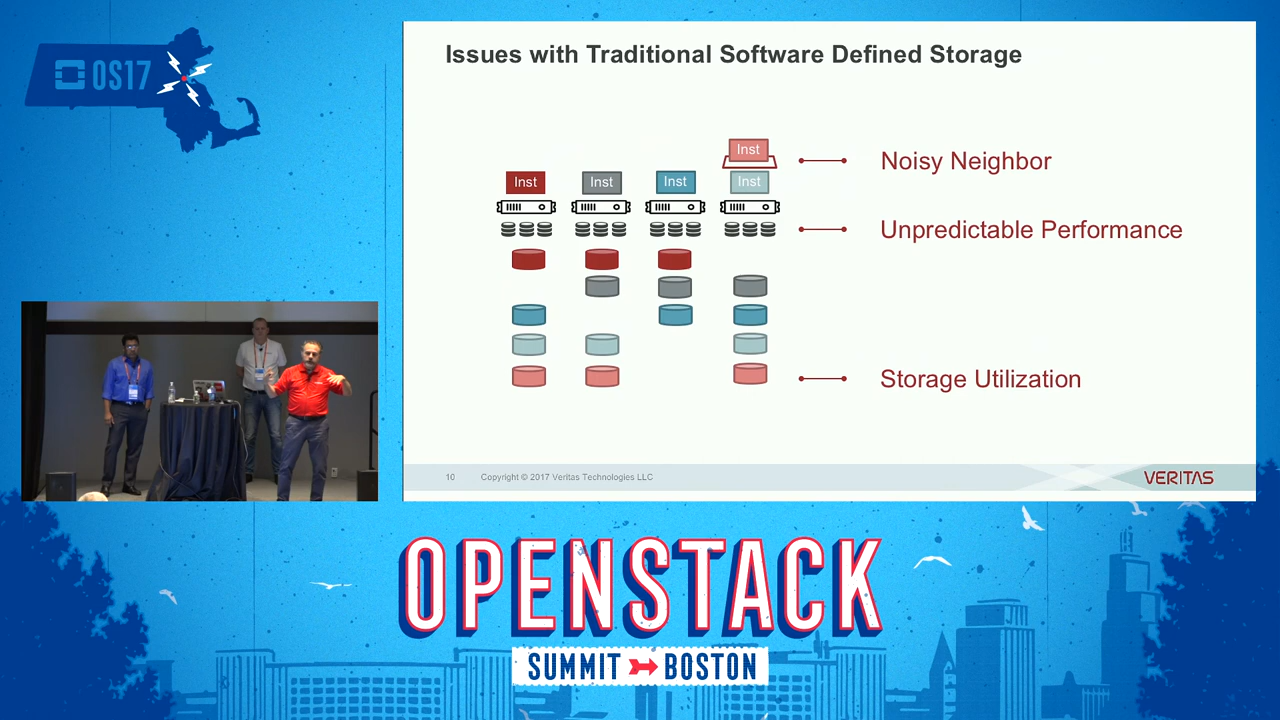 OS17
Issues with Traditional Software Defined Storage
Inst
Noisy Neighbor
Inst
Inst
Inst
Inst
Unpredictable Performance
Storage Utilization
10
Copyright © 2017 Veritas Technologies LLC
VERITAS
OPENSTACK
SUMMIT BOSTON